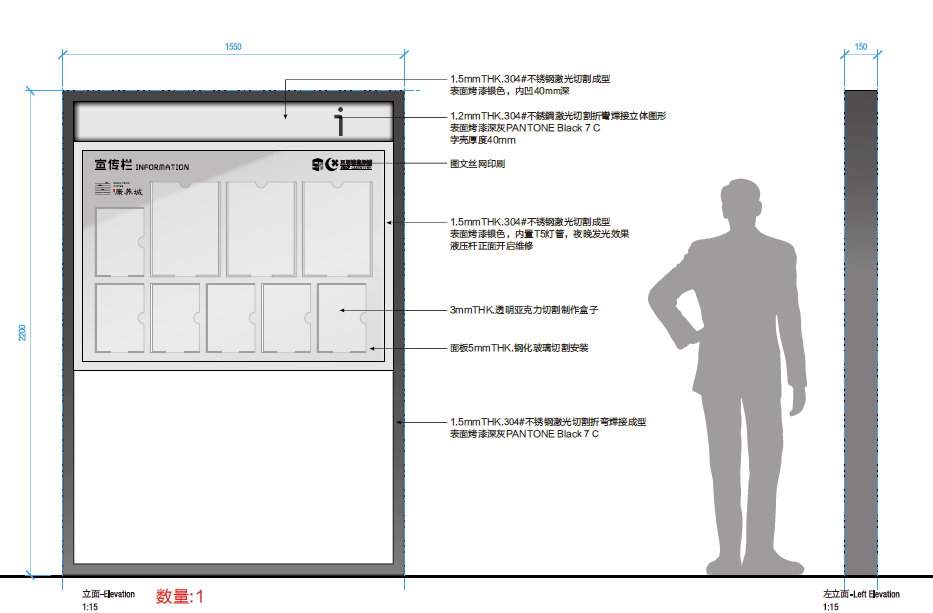 1550
150
1.5mmTHK.304#不锈钢激光切割成型
表面烤漆银色，内凹40mm深
1.2mmTHK.304#不銹鋼激光切割折彎焊接立体图形
表面烤漆深灰PANTONE Black 7 C
字壳厚度40mm
i
宣传栏 INFORMATION
图文丝网印刷
康养城
1.5mmTHK.304#不锈钢激光切割成型
表面烤漆银色，内置T5灯管，夜晚发光效果
液压杆正面开启维修
2200
3mmTHK.透明亚克力切割制作盒子
面板5mmTHK.钢化玻璃切割安装
1.5mmTHK.304#不锈钢激光切割折弯焊接成型
表面烤漆深灰PANTONE Black 7 C
立面-Elevation
1:15
数量:1
左立面-Left Elevation
1:15